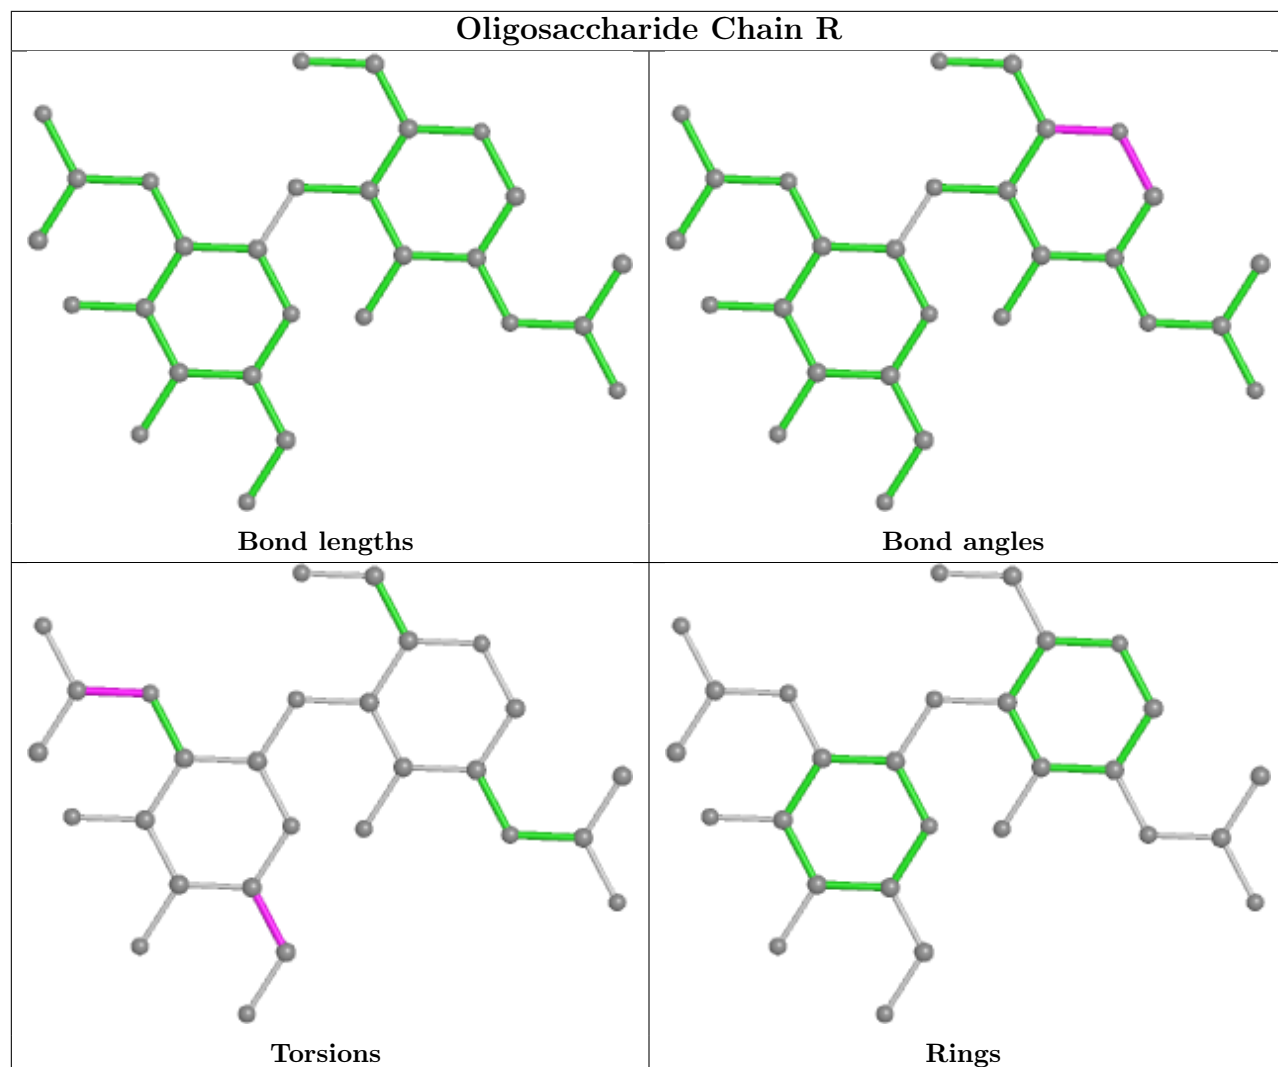 Oligosaccharide Chain R
Bond lengths
Bond angles
Torsions
Rings